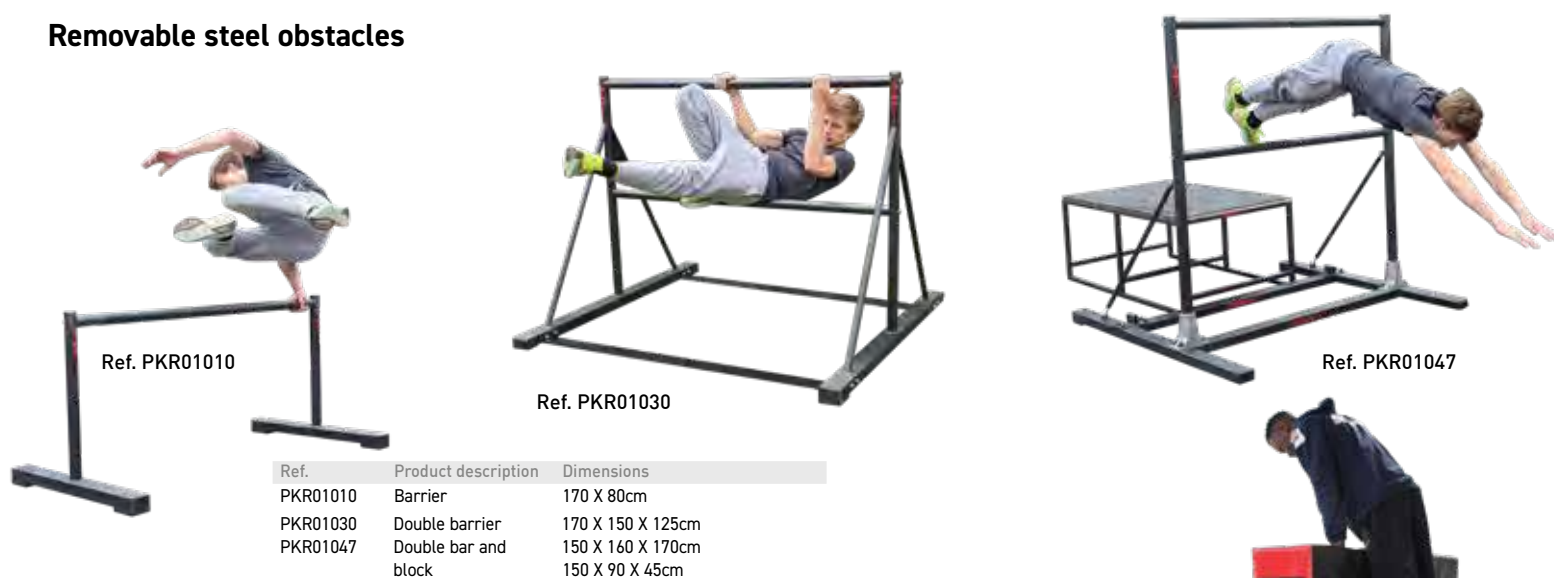 Removable steel obstacles
Ref. PKR01010
Ref. PKR01030
Ref. PKR01047
Ref. Product description Dimensions
PKR01010 Barrier 170 X 80cm
PKR01030 Double barrier 170 X 150 X 125cm
PKR01047 Double bar and 150 X 160 X 170cm
block 150 X 90 X 45cm